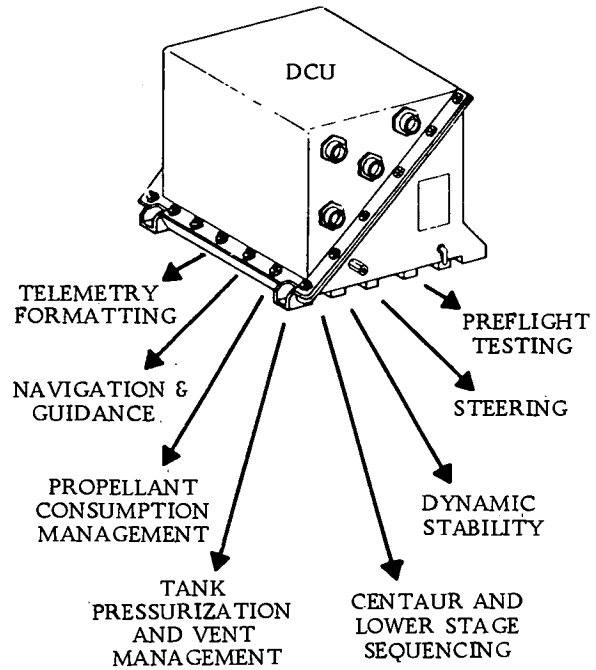 DCU
TELEMETRY
FORMATTING
NAVIGATION &
GUIDANCE
PROPELLANT
CONSUMPTION
MANAGEMENT
TANK
PRESSURIZATION
AND VENT
MANAGEMENT
CENTAUR AND
LOWER STAGE
SEQUENCING
DYNAMIC
STABILITY
STEERING
PREFLIGHT
TESTING